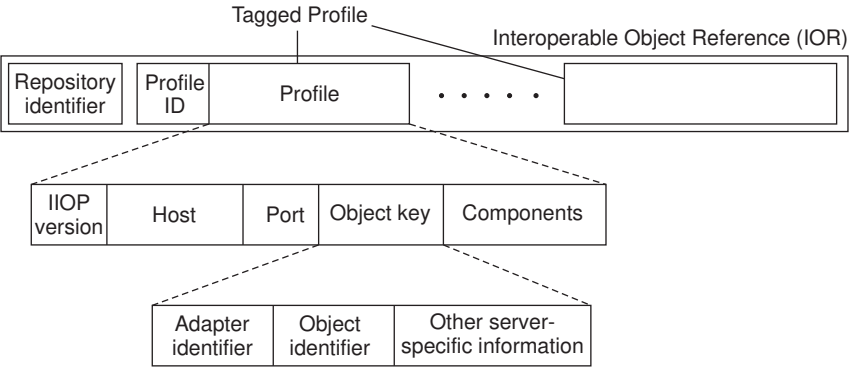 Tagged Profile
Interoperable Object Reference (IOR)
Repository
identifier
Profile
ID
Profile
IIOP
version
Host
Port
Object key
Components
Adapter
identifier
Object
identifier
Other server-
specific information